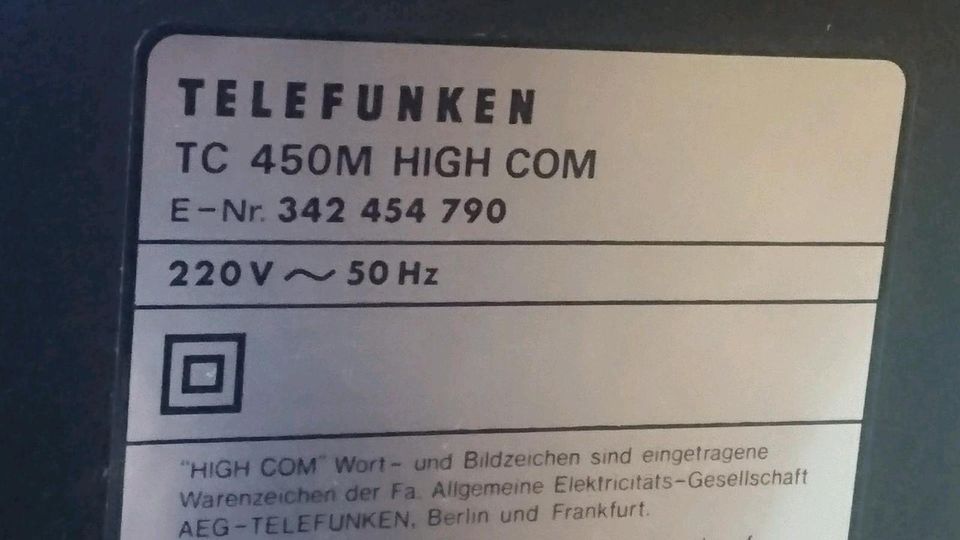 TELEFUNKEN
TC 450M HIGH COM
E-Nr. 342 454 790
220 V ~ 50 Hz
"HIGH COM" Wort- und Bildzeichen sind eingetragene
Warenzeichen der Fa. Allgemeine Elektricitäts-Gesellschaft
AEG-TELEFUNKEN, Berlin und Frankfurt.